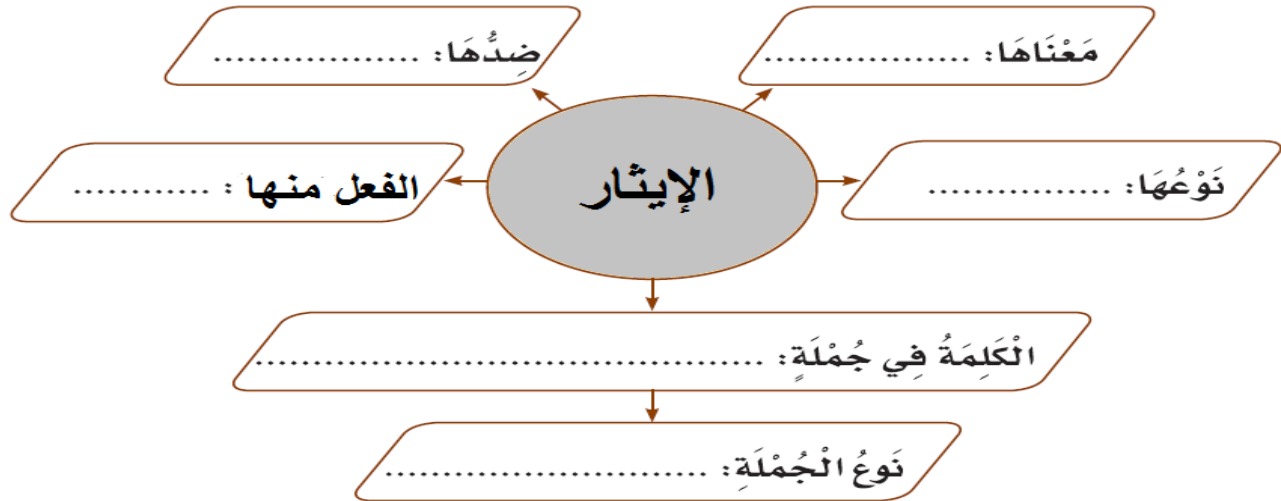 مَعْنَاهَا: ..................
ضِدُّهَا: ..................
الإيثار
نَوْعُهَا: ................
الفعل منها : ............
الْكَلِمَةُ فِي جُمْلَةٍ: .............................................
نَوعُ الْجُمْلَةِ: ............................